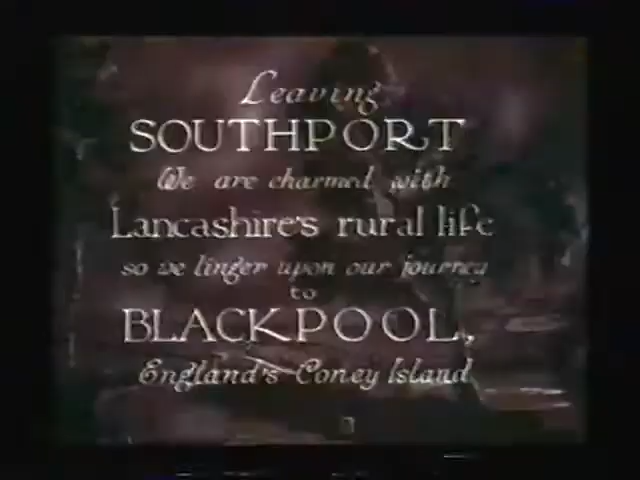 Leaving
SOUTHPORT
We are charmed with
Lancashire's rural life
so we linger upon our journey
to
BLACKPOOL,
England's Coney Island